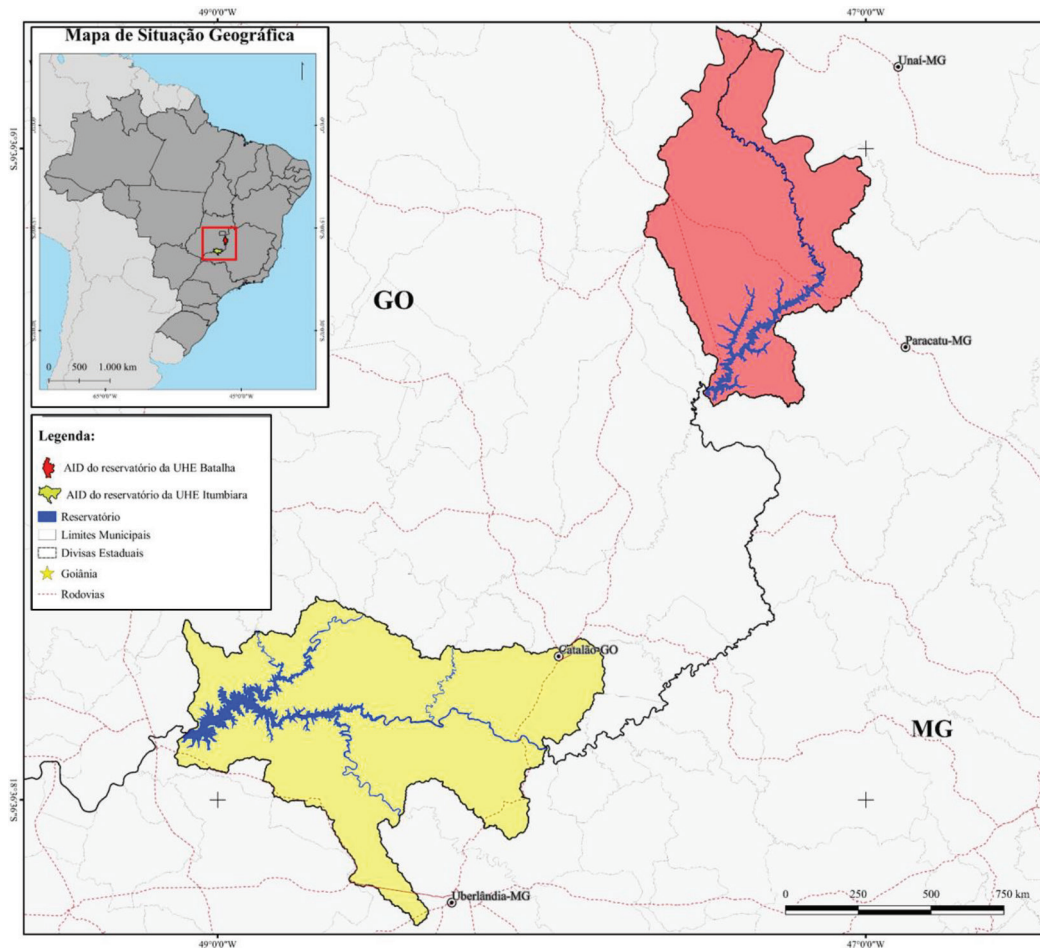 49°0'0"W
47°0'0"W
Mapa de Situação Geográfica
0 500 1.000 km
65°0'0"W
45°0'0"W
Unaí-MG
GO
Paracatu-MG
Legenda:
AID do reservatório da UHE Batalha
AID do reservatório da UHE Itumbiara
Reservatório
Limites Municipais
Divisas Estaduais
Goiânia
Rodovias
Catalão-GO
MG
Uberlândia-MG
0 250 500 750 km
49°0'0"W
47°0'0"W